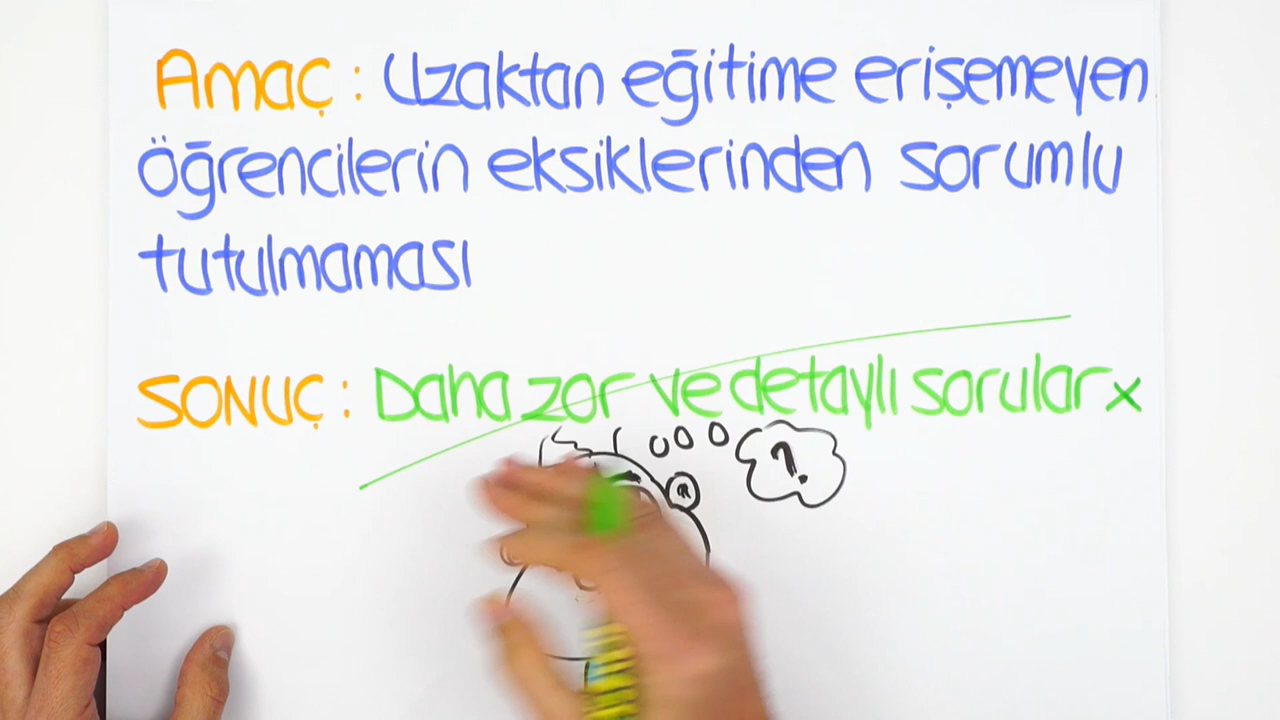 Amaç: Uzaktan eğitime erişemeyen
öğrencilerin eksiklerinden sorumlu
tutulmaması
SONUÇ: Daha zor ve detaylı sorular x
?